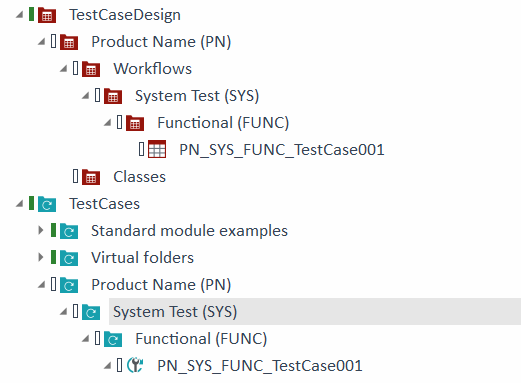 TestCaseDesign
Product Name (PN)
Workflows
System Test (SYS)
Functional (FUNC)
PN_SYS_FUNC_TestCase001
Classes
TestCases
Standard module examples
Virtual folders
Product Name (PN)
System Test (SYS)
Functional (FUNC)
PN_SYS_FUNC_TestCase001